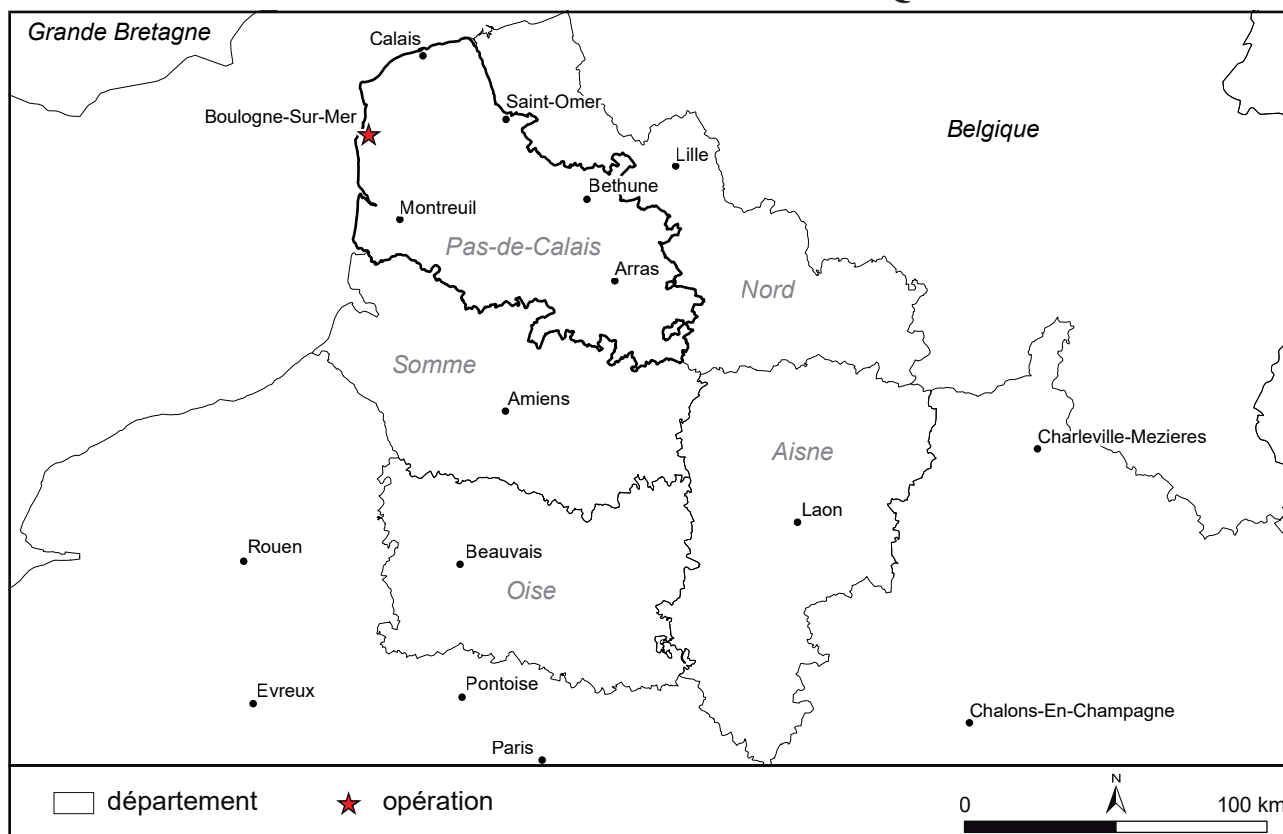 Grande Bretagne
Calais
Saint-Omer
Boulogne-Sur-Mer
Belgique
Lille
Bethune
Montreuil
Pas-de-Calais
Arras
Nord
Somme
Amiens
Charleville-Mezieres
Aisne
Laon
Rouen
Beauvais
Oise
Evreux
Pontoise
Chalons-En-Champagne
Paris
département
opération
N
0 100 km